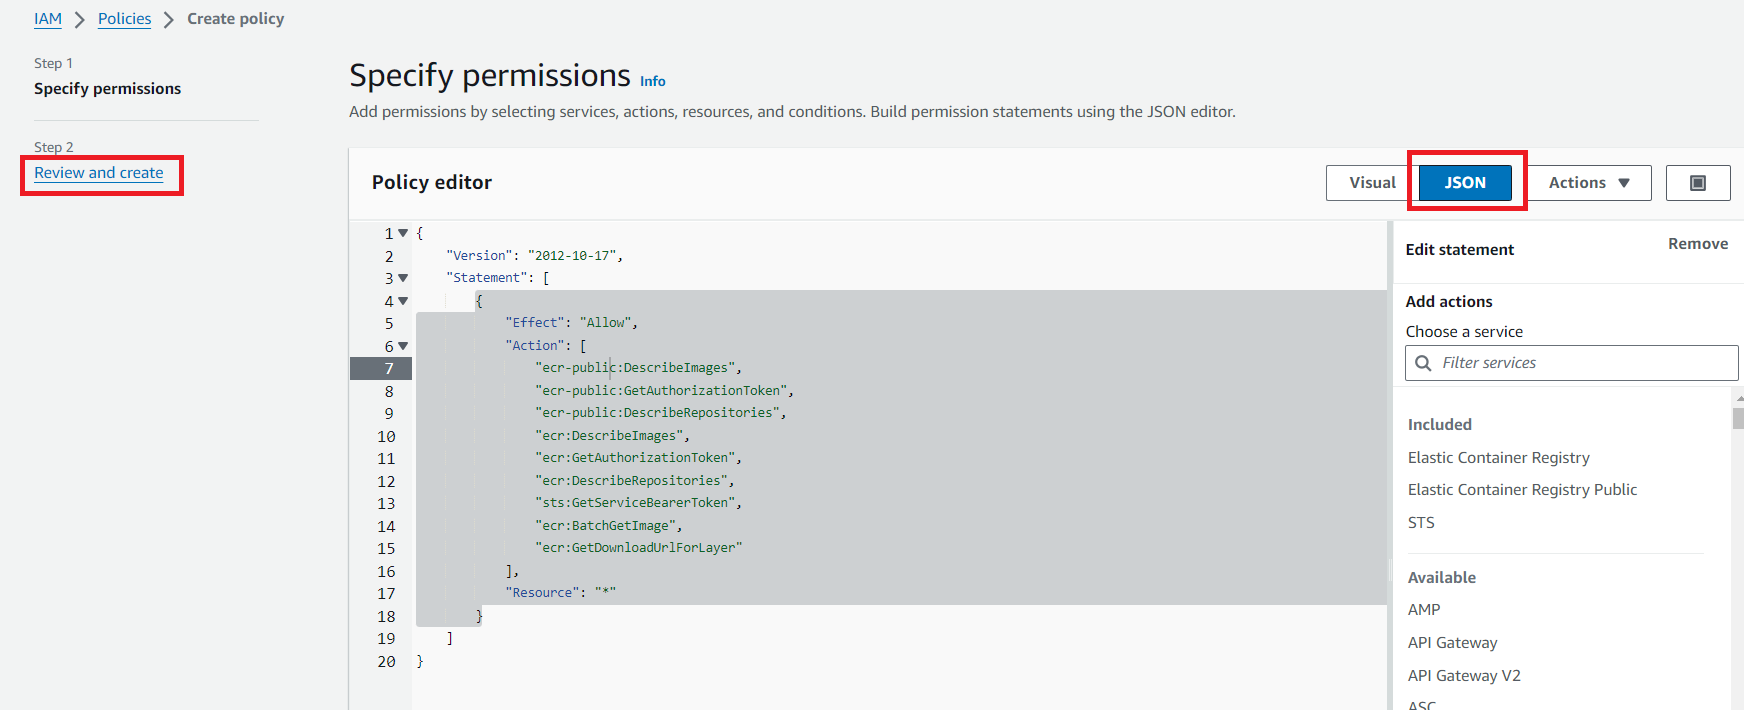 IAM > Policies > Create policy
Step 1
Specify permissions
Step 2
Review and create
Specify permissions Info
Add permissions by selecting services, actions, resources, and conditions. Build permission statements using the JSON editor.
Policy editor
Visual JSON Actions
1 {
2 "Version": "2012-10-17",
3 "Statement": [
4 {
5 "Effect": "Allow",
6 "Action": [
7 "ecr-public:DescribeImages",
8 "ecr-public:GetAuthorizationToken",
9 "ecr-public:DescribeRepositories",
10 "ecr:DescribeImages",
11 "ecr:GetAuthorizationToken",
12 "ecr:DescribeRepositories",
13 "sts:GetServiceBearerToken",
14 "ecr:BatchGetImage",
15 "ecr:GetDownloadUrlForLayer"
16 ],
17 "Resource": "*"
18 }
19 ]
20 }
Edit statement Remove
Add actions
Choose a service
Filter services
Included
Elastic Container Registry
Elastic Container Registry Public
STS
Available
AMP
API Gateway
API Gateway V2
ASC